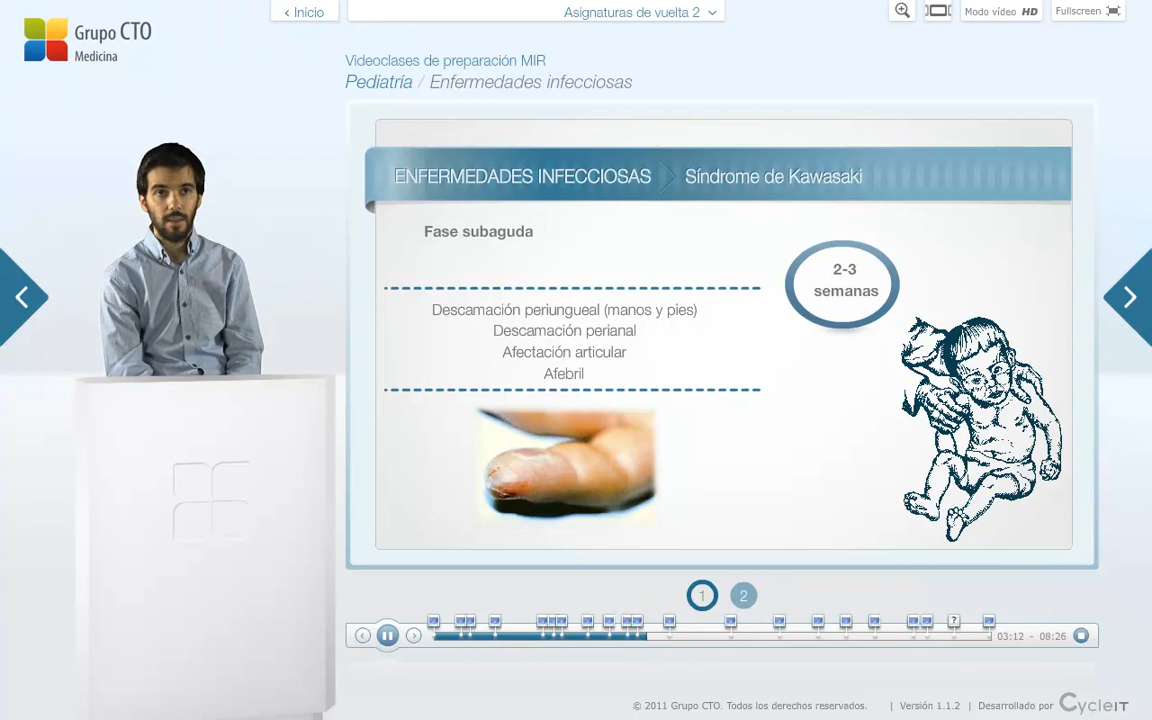 ‹ Inicio
Asignaturas de vuelta 2
Modo vídeo HD
Fullscreen
Grupo CTO
Medicina
Videoclases de preparación MIR
Pediatría / Enfermedades infecciosas
ENFERMEDADES INFECCIOSAS
Síndrome de Kawasaki
Fase subaguda
2-3
semanas
Descamación periungueal (manos y pies)
Descamación perianal
Afectación articular
Afebril
1
2
?
03:12 - 08:26
© 2011 Grupo CTO. Todos los derechos reservados. | Versión 1.1.2 | Desarrollado por CycleIT